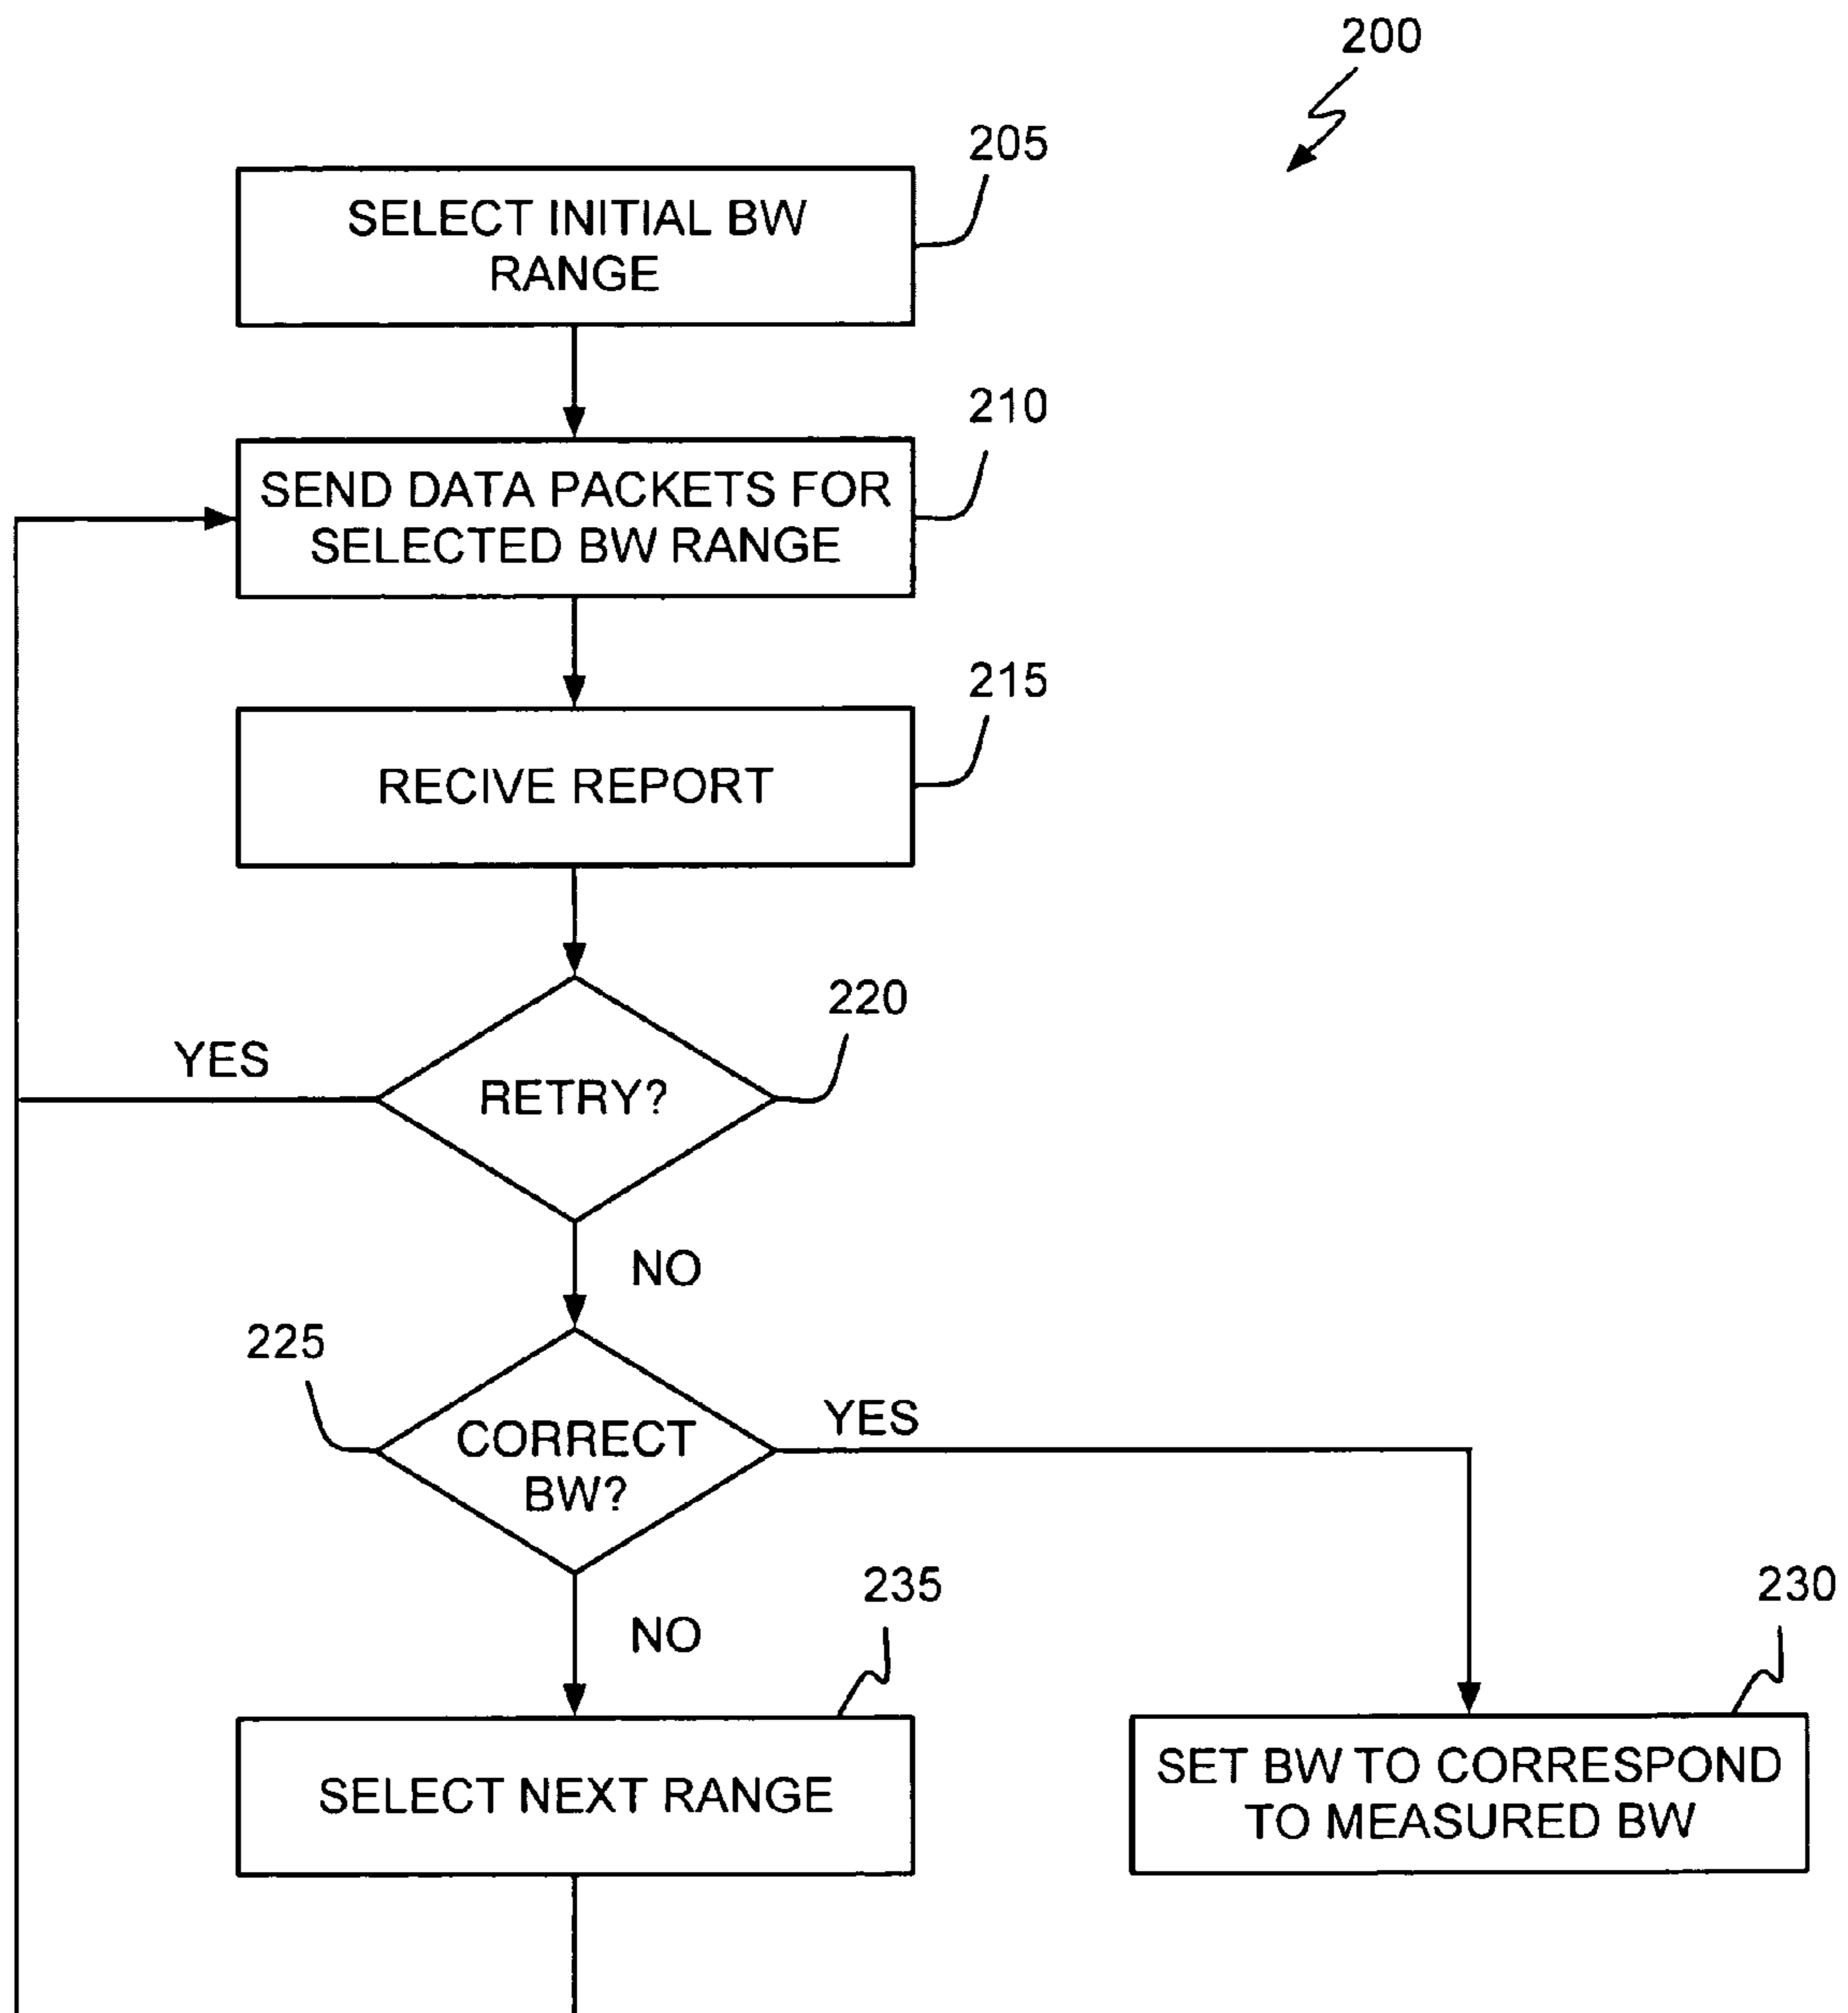 200
205
SELECT INITIAL BW
RANGE
210
SEND DATA PACKETS FOR
SELECTED BW RANGE
215
RECIVE REPORT
220
YES
RETRY?
NO
225
YES
CORRECT
BW?
235
230
NO
SELECT NEXT RANGE
SET BW TO CORRESPOND
TO MEASURED BW